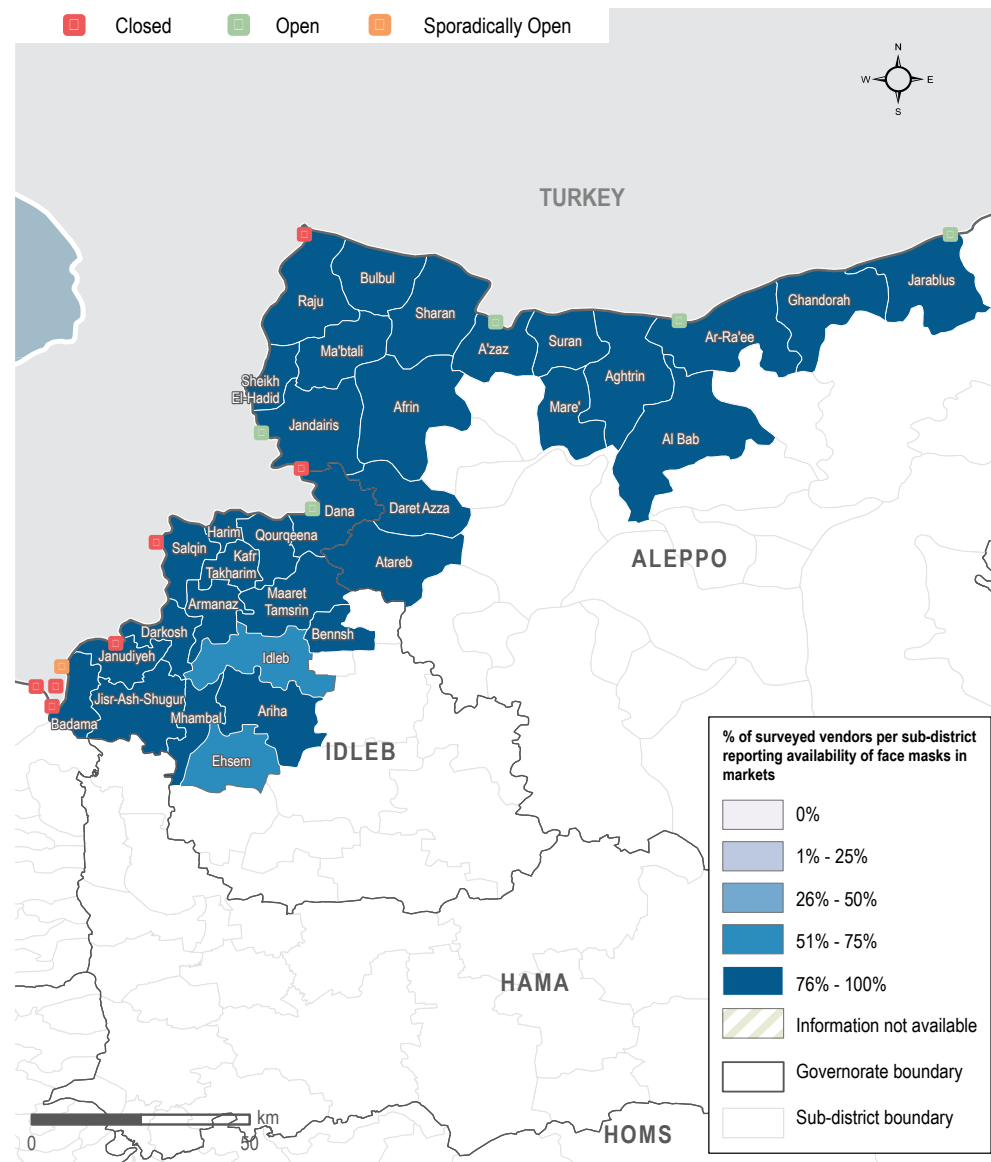 Closed Open Sporadically Open
N
W E
S
TURKEY
Bulbul
Raju
Sharan
Jarablus
Ghandorah
Ar-Ra'ee
Suran
A'zaz
Ma'btali
Aghtrin
Sheikh
El-Hadid
Afrin
Mare'
Jandairis
Al Bab
Dana
Daret Azza
Harim
Qourqeena
Salqin
Kafr
Takharim
Atareb
ALEPPO
Maaret
Tamsrin
Armanaz
Darkosh
Bennsh
Janudiyeh
Idleb
Jisr-Ash-Shugur
Badama
Mhambal
Ariha
IDLEB
Ehsem
% of surveyed vendors per sub-district
reporting availability of face masks in
markets
0%
1% - 25%
26% - 50%
51% - 75%
76% - 100%
Information not available
Governorate boundary
Sub-district boundary
HAMA
HOMS
km
0 50